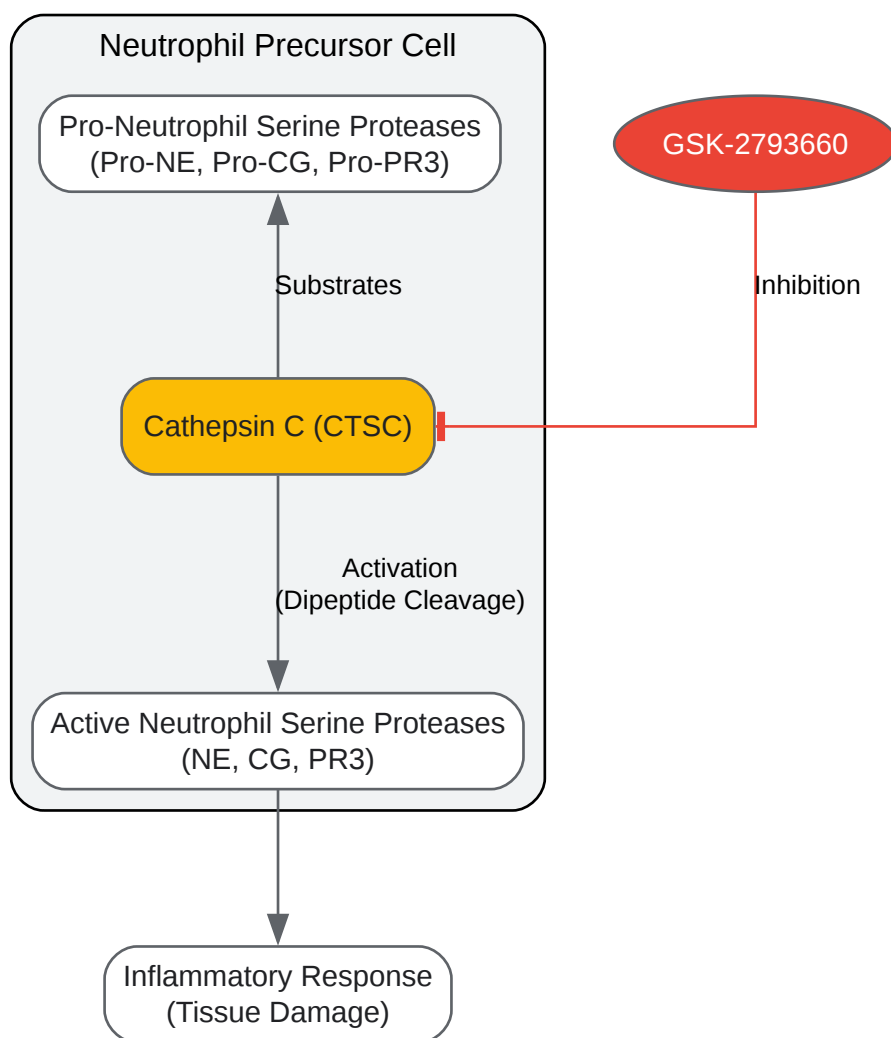 Neutrophil Precursor Cell
Pro-Neutrophil Serine Proteases
(Pro-NE, Pro-CG, Pro-PR3)
GSK-2793660
Substrates
Inhibition
Cathepsin C (CTSC)
Activation
(Dipeptide Cleavage)
Active Neutrophil Serine Proteases
(NE, CG, PR3)
Inflammatory Response
(Tissue Damage)